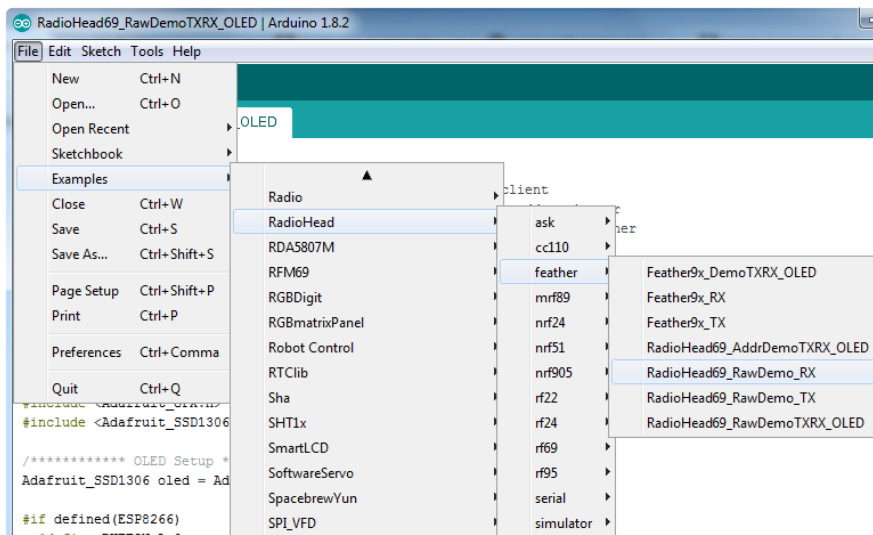 RadioHead69_RawDemoTXRX_OLED | Arduino 1.8.2
File Edit Sketch Tools Help
_OLED
New Ctrl+N
Open... Ctrl+O
Open Recent
Sketchbook
Examples
Close Ctrl+W
Save Ctrl+S
Save As... Ctrl+Shift+S
Page Setup Ctrl+Shift+P
Print Ctrl+P
Preferences Ctrl+Comma
Quit Ctrl+Q
Radio
RadioHead
RDA5807M
RFM69
RGBDigit
RGBmatrixPanel
Robot Control
RTClib
Sha
SHT1x
SmartLCD
SoftwareServo
SpacebrewYun
SPI_VFD
ask
cc110
feather
mrf89
nrf24
nrf51
nrf905
rf22
rf24
rf69
rf95
serial
simulator
Feather9x_DemoTXRX_OLED
Feather9x_RX
Feather9x_TX
RadioHead69_AddrDemoTXRX_OLED
RadioHead69_RawDemo_RX
RadioHead69_RawDemo_TX
RadioHead69_RawDemoTXRX_OLED
client
#include <Adafruit_GFX.h>
#include <Adafruit_SSD1306
/************ OLED Setup *
Adafruit_SSD1306 oled = Ad
#if defined(ESP8266)